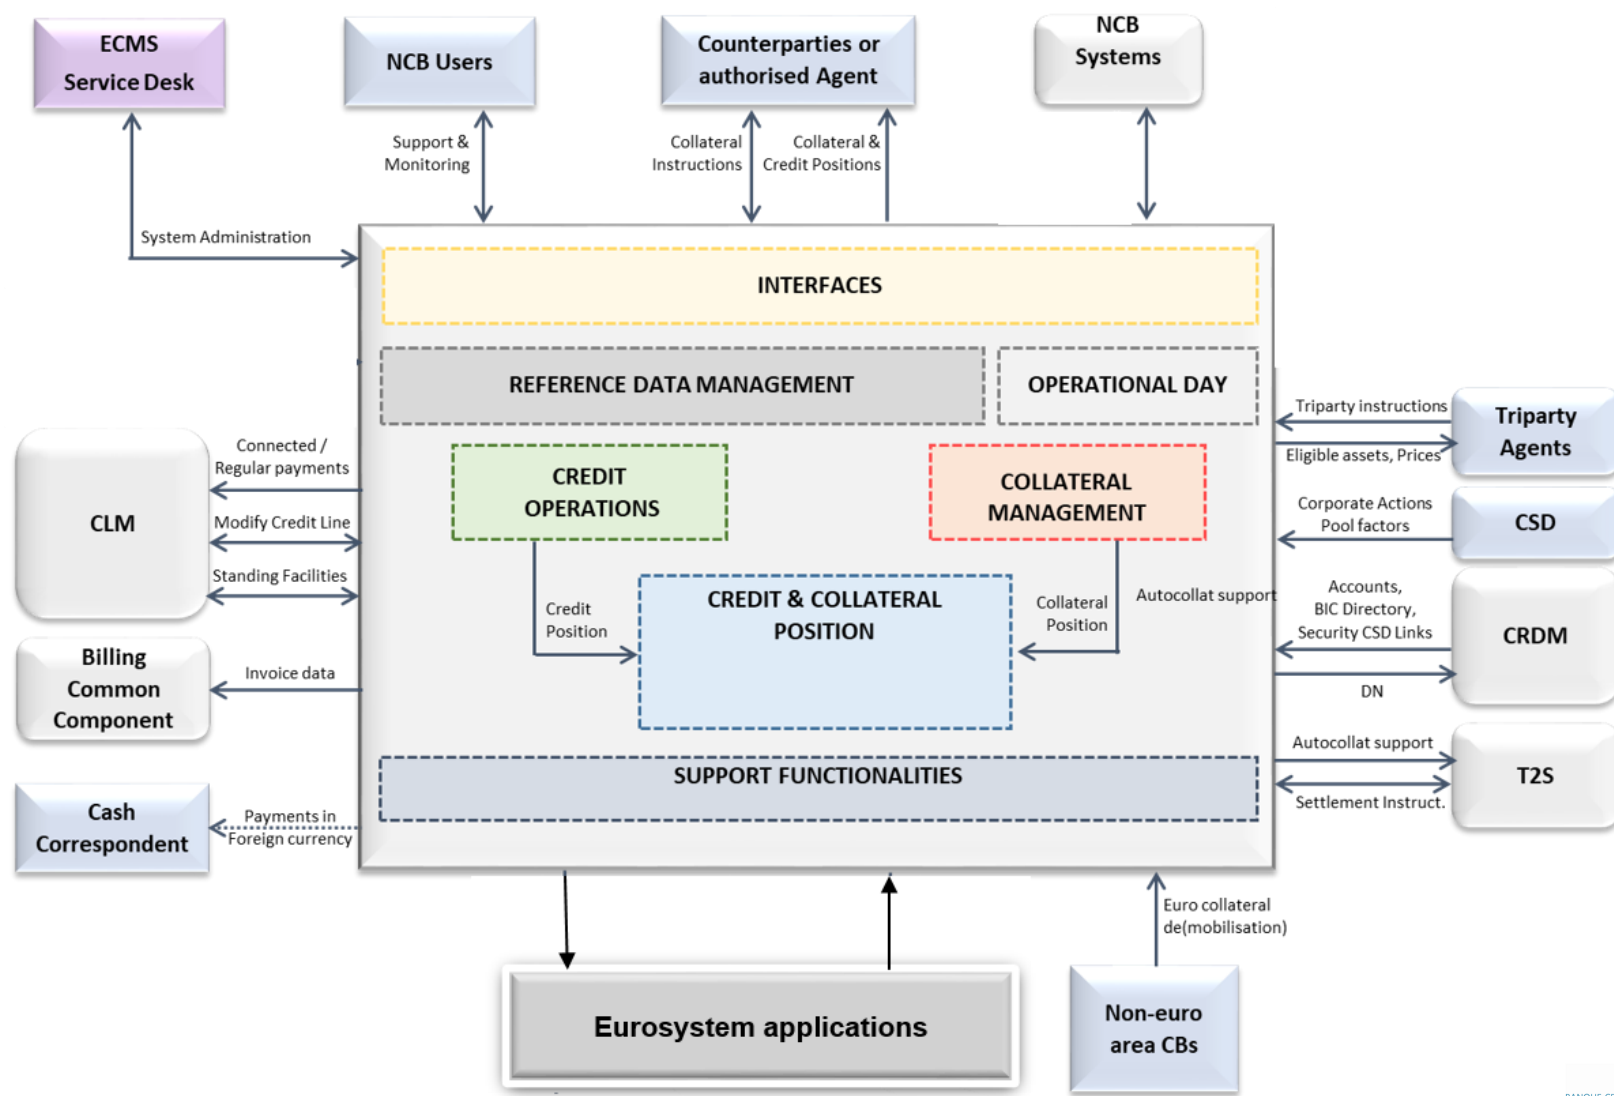 ECMS
Service Desk
NCB Users
Counterparties or
authorised Agent
NCB
Systems
Support &
Monitoring
Collateral
Instructions
Collateral &
Credit Positions
System Administration
INTERFACES
REFERENCE DATA MANAGEMENT
OPERATIONAL DAY
CREDIT
OPERATIONS
COLLATERAL
MANAGEMENT
CREDIT & COLLATERAL
POSITION
Credit
Position
Collateral
Position
Autocollat support
SUPPORT FUNCTIONALITIES
CLM
Connected /
Regular payments
Modify Credit Line
Standing Facilities
Billing
Common
Component
Invoice data
Cash
Correspondent
Payments in
Foreign currency
Triparty instructions
Eligible assets, Prices
Triparty
Agents
Corporate Actions
Pool factors
CSD
Accounts,
BIC Directory,
Security CSD Links
DN
CRDM
Autocollat support
Settlement Instruct.
T2S
Euro collateral
de(mobilisation)
Eurosystem applications
Non-euro
area CBs